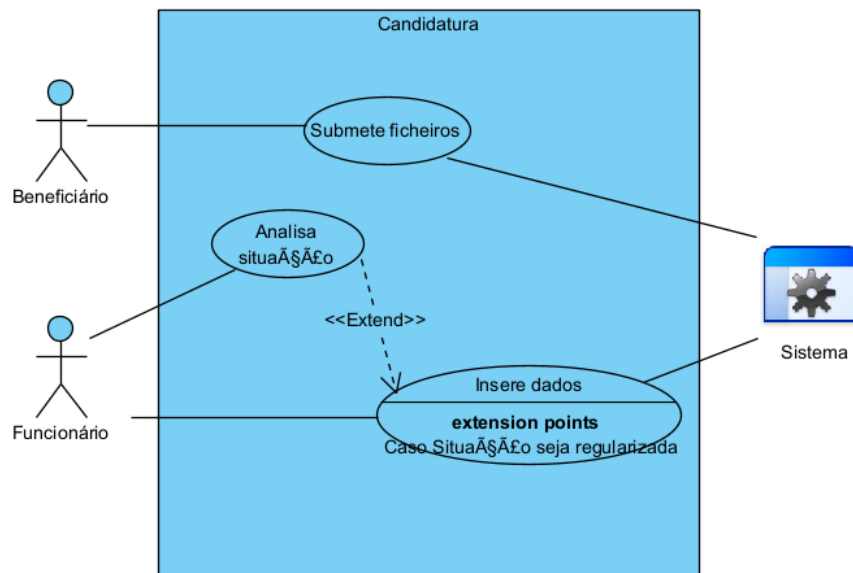 Candidatura
Submete ficheiros
Beneficiário
Analisa
situaÃ§Ã£o
<<Extend>>
Sistema
Insere dados
extension points
Caso SituaÃ§Ã£o seja regularizada
Funcionário